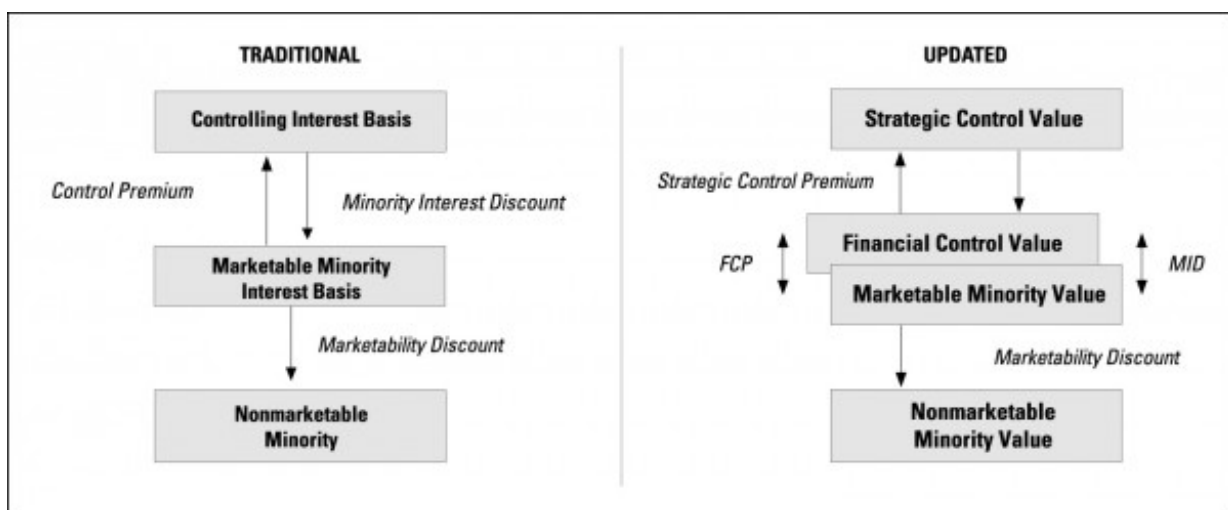 TRADITIONAL
Controlling Interest Basis
Control Premium
Minority Interest Discount
Marketable Minority
Interest Basis
Marketability Discount
Nonmarketable
Minority
UPDATED
Strategic Control Value
Strategic Control Premium
Financial Control Value
FCP
MID
Marketable Minority Value
Marketability Discount
Nonmarketable
Minority Value